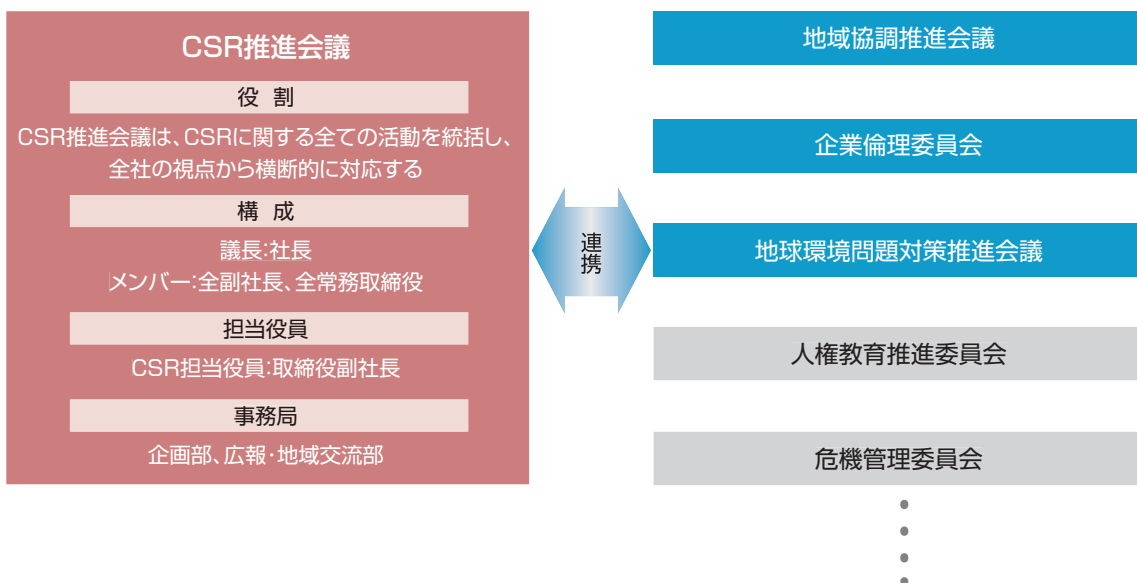 CSR推進会議
役 割
CSR推進会議は、CSRに関する全ての活動を統括し、
全社の視点から横断的に対応する
構 成
議長:社長
メンバー:全副社長、全常務取締役
担当役員
CSR担当役員:取締役副社長
事務局
企画部、広報・地域交流部
連携
地域協調推進会議
企業倫理委員会
地球環境問題対策推進会議
人権教育推進委員会
危機管理委員会